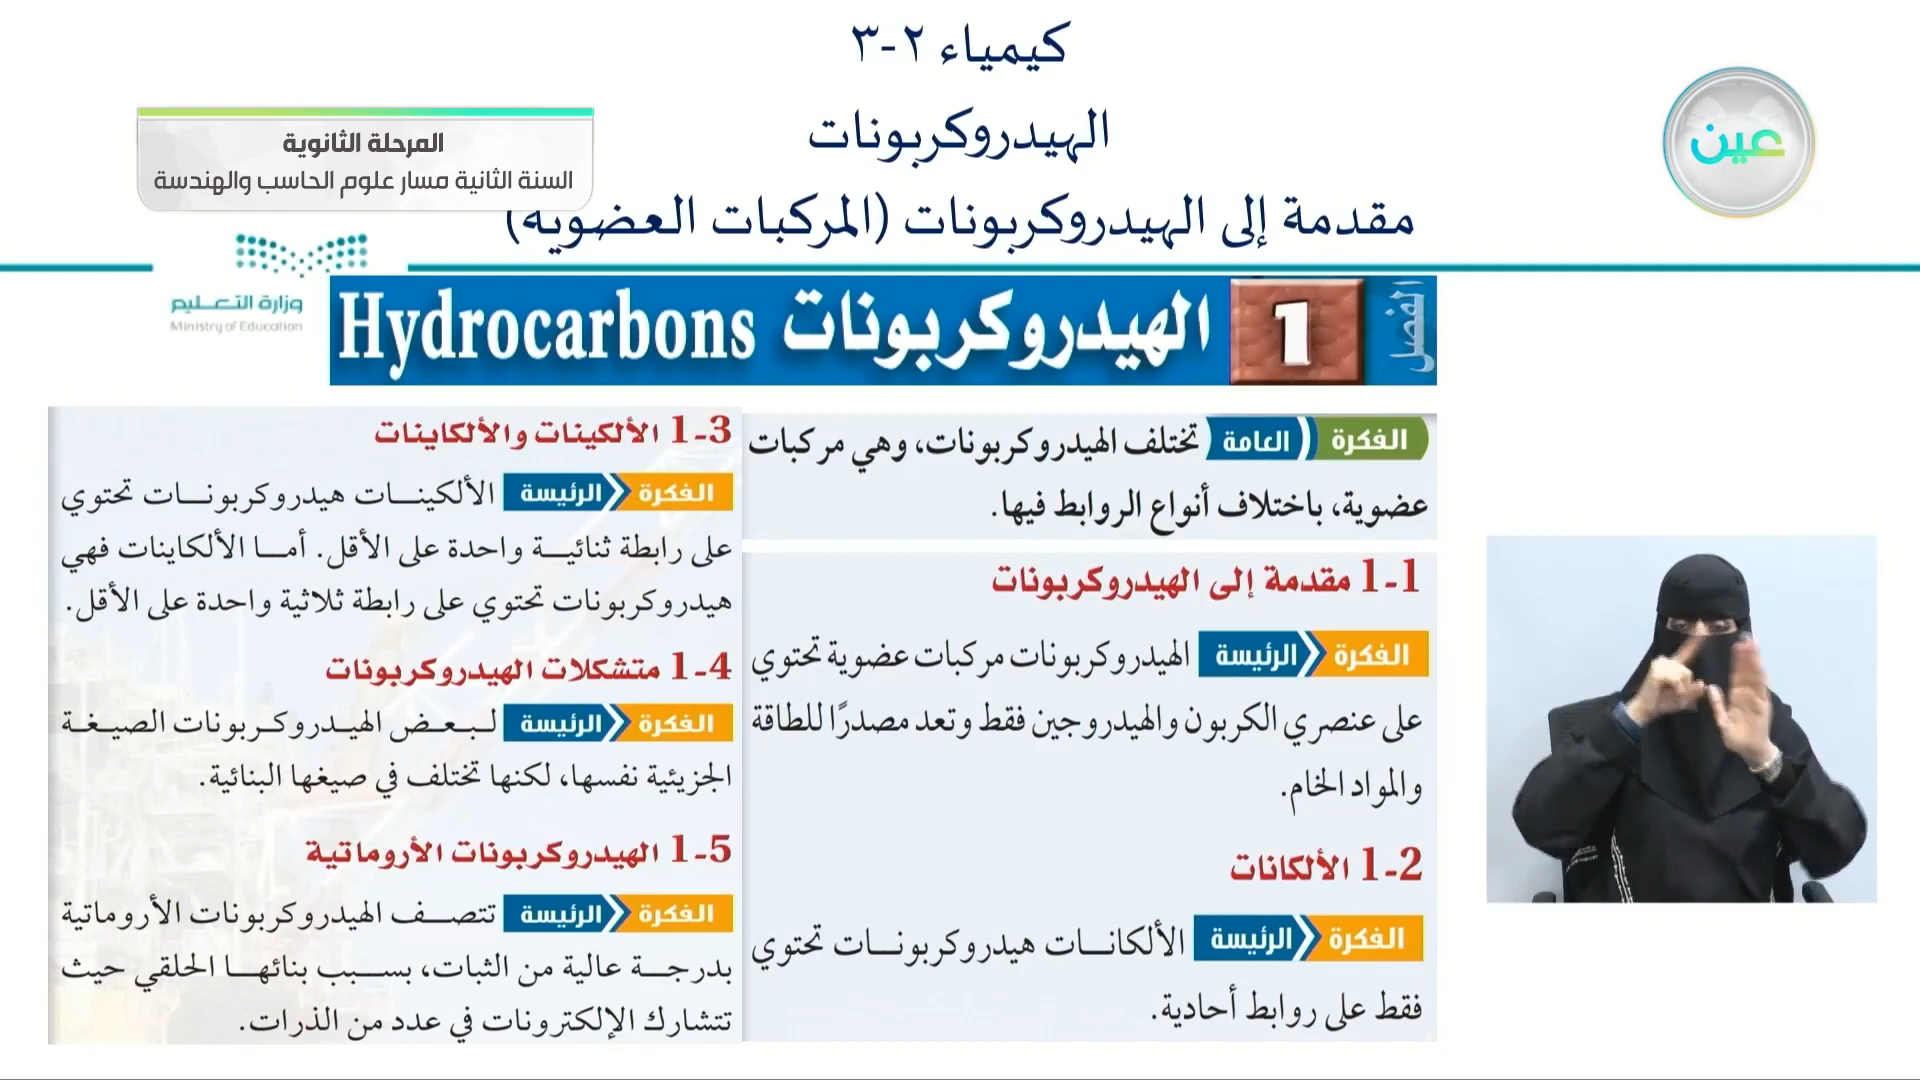 كيمياء ٢-٣
الهيدروكربونات
مقدمة إلى الهيدروكربونات (المركبات العضوية)
المرحلة الثانوية
السنة الثانية مسار علوم الحاسب والهندسة
عين
وزارة التعليم
Ministry of Education
الفصل 1 الهيدروكربونات Hydrocarbons
الفكرة العامة تختلف الهيدروكربونات، وهي مركبات
عضوية، باختلاف أنواع الروابط فيها.
1-1 مقدمة إلى الهيدروكربونات
الفكرة الرئيسة الهيدروكربونات مركبات عضوية تحتوي
على عنصري الكربون والهيدروجين فقط وتعد مصدرًا للطاقة
والمواد الخام.
1-2 الألكانات
الفكرة الرئيسة الألكانات هيدروكربونات تحتوي
فقط على روابط أحادية.
1-3 الألكينات والألكاينات
الفكرة الرئيسة الألكينات هيدروكربونات تحتوي
على رابطة ثنائية واحدة على الأقل. أما الألكاينات فهي
هيدروكربونات تحتوي على رابطة ثلاثية واحدة على الأقل.
1-4 متشكلات الهيدروكربونات
الفكرة الرئيسة لبعض الهيدروكربونات الصيغة
الجزيئية نفسها، لكنها تختلف في صيغها البنائية.
1-5 الهيدروكربونات الأروماتية
الفكرة الرئيسة تتصف الهيدروكربونات الأروماتية
بدرجة عالية من الثبات، بسبب بنائها الحلقي حيث
تتشارك الإلكترونات في عدد من الذرات.